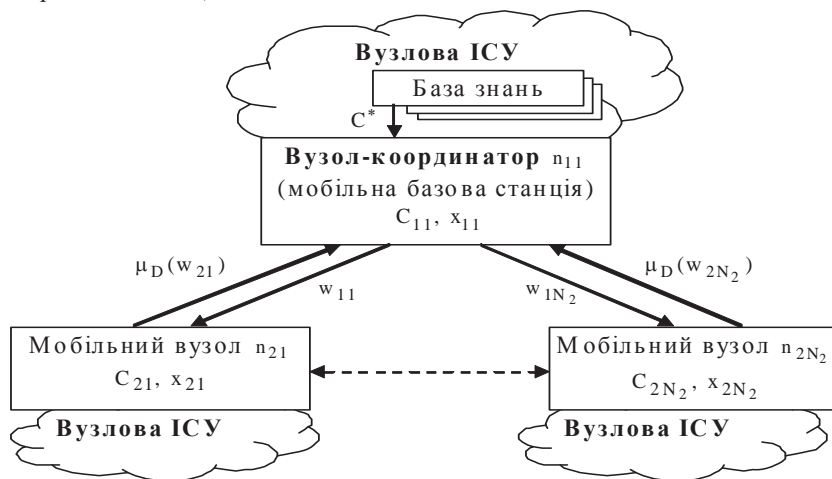 Вузлова ІСУ
База знань
C*
Вузол-координатор n11
(мобільна базова станція)
C11, x11
μD(w21)
w11
w1N2
μD(w2N2)
Мобільний вузол n21
C21, x21
Мобільний вузол n2N2
C2N2, x2N2
Вузлова ІСУ
Вузлова ІСУ